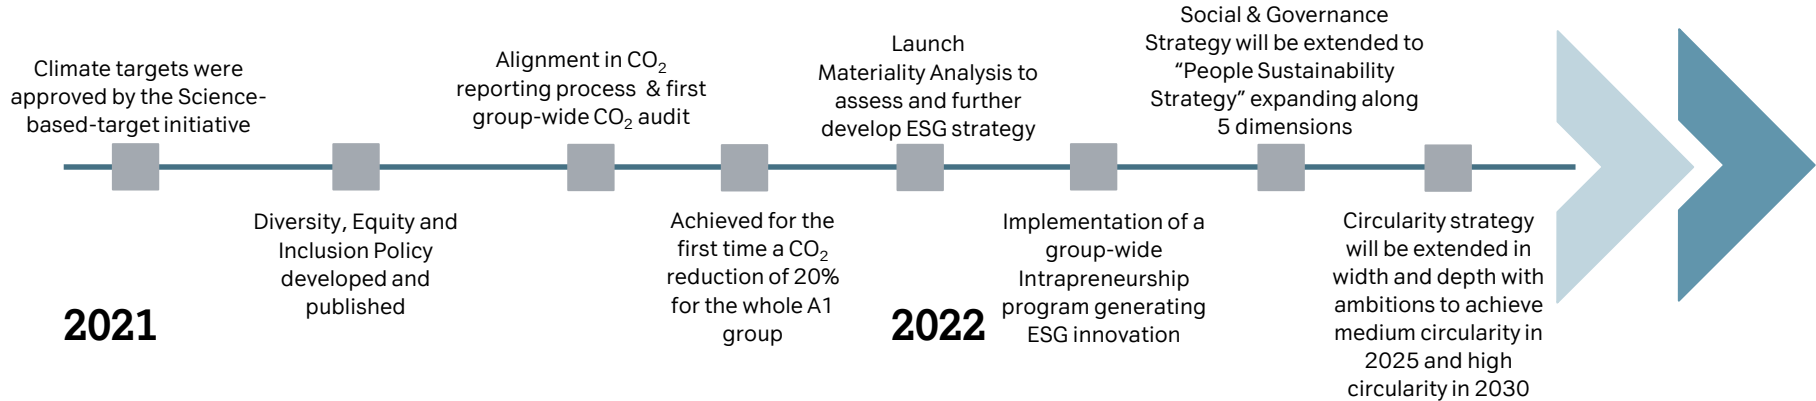 Climate targets were
approved by the Science-
based-target initiative
Diversity, Equity and
Inclusion Policy
developed and
published
2021
Alignment in CO₂
reporting process & first
group-wide CO₂ audit
Achieved for the
first time a CO₂
reduction of 20%
for the whole A1
group
Launch
Materiality Analysis to
assess and further
develop ESG strategy
2022
Implementation of a
group-wide
Intrapreneurship
program generating
ESG innovation
Social & Governance
Strategy will be extended to
“People Sustainability
Strategy” expanding along
5 dimensions
Circularity strategy
will be extended in
width and depth with
ambitions to achieve
medium circularity in
2025 and high
circularity in 2030